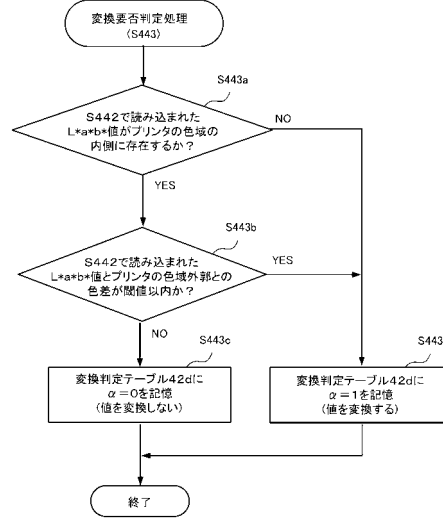 変換要否判定処理
(S443)
S443a
S442で読み込まれた
L*a*b*値がプリンタの色域の
内側に存在するか?
NO
YES
S443b
S442で読み込まれた
L*a*b*値とプリンタの色域外郭との
色差が閾値以内か?
YES
NO
S443c
変換判定テーブル42dに
α=0を記憶
(値を変換しない)
S443
変換判定テーブル42dに
α=1を記憶
(値を変換する)
終了